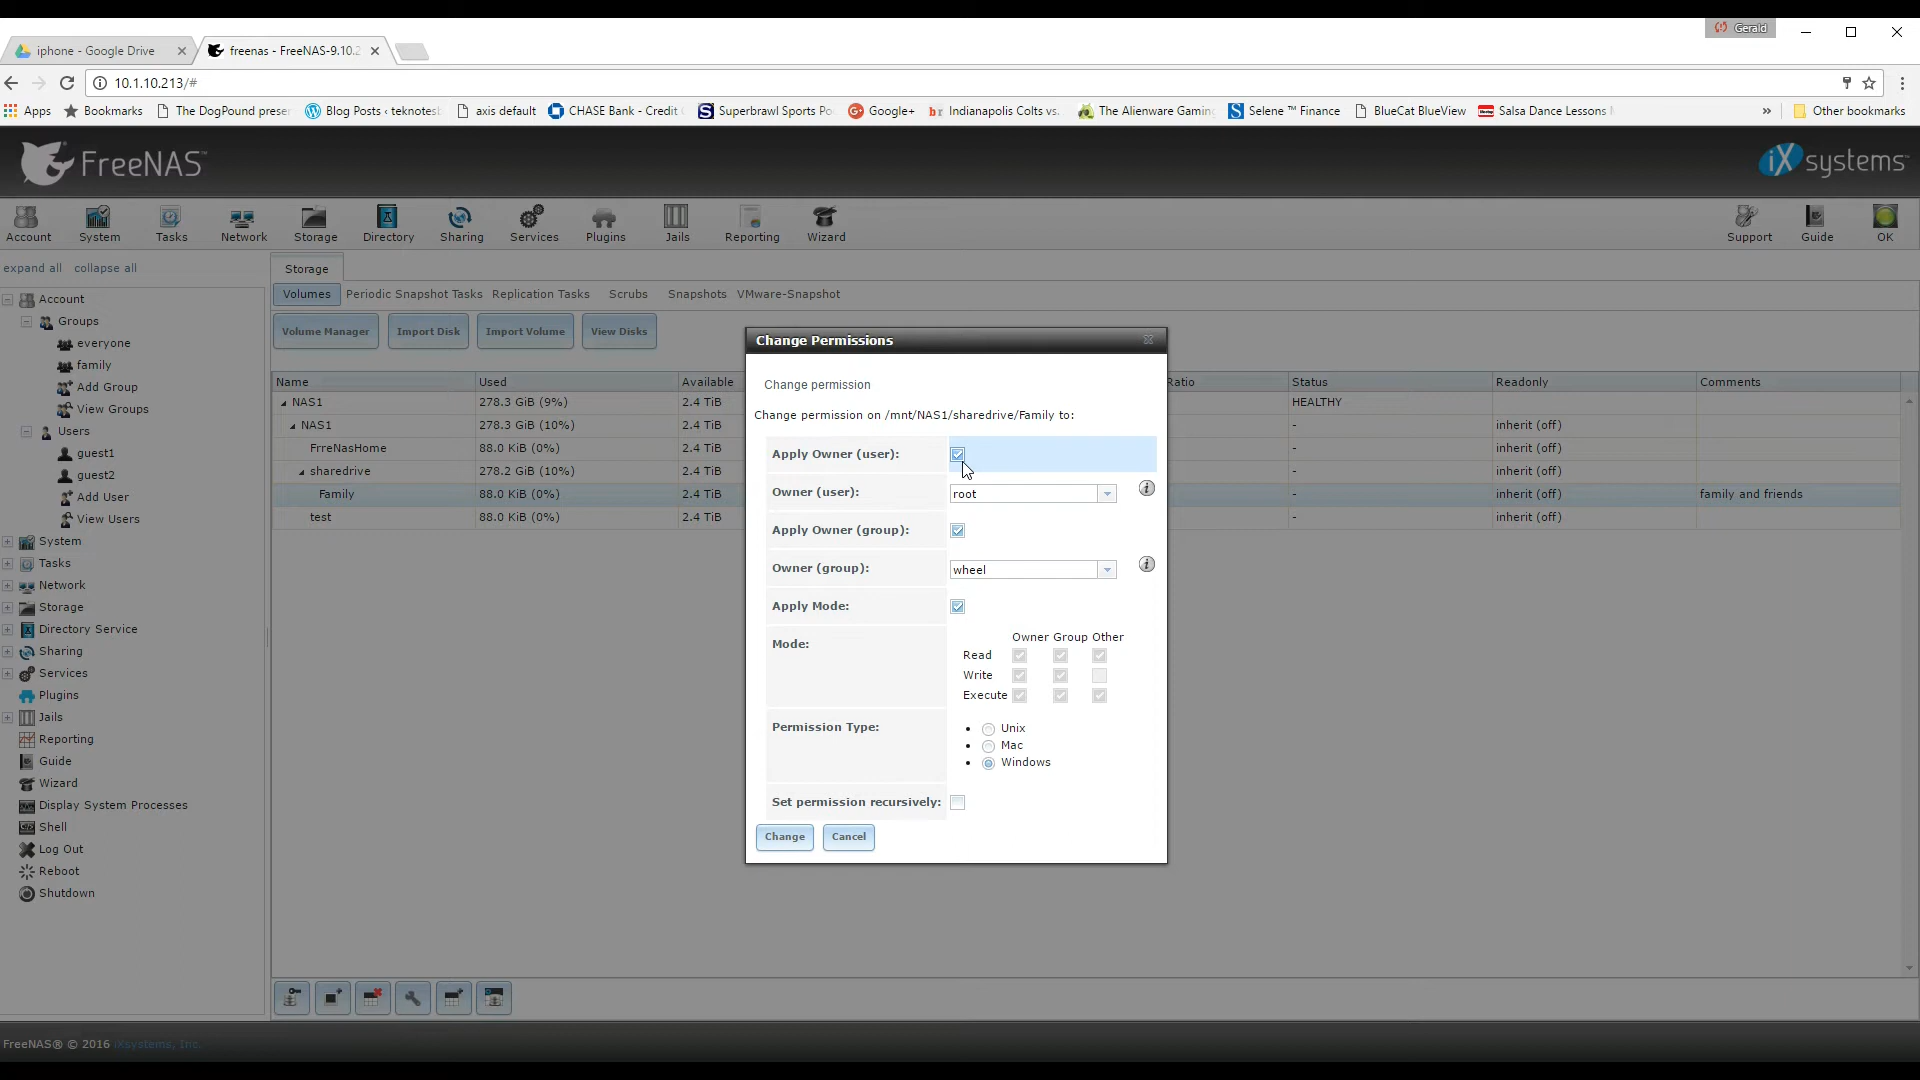 Gerald
iphone - Google Drive
freenas - FreeNAS-9.10.2
10.1.10.213/#
Apps
Bookmarks
The DogPound preser
Blog Posts ‹ teknotes
axis default
CHASE Bank - Credit
Superbrawl Sports Po
Google+
Indianapolis Colts vs.
The Alienware Gaming
Selene ™ Finance
BlueCat BlueView
Salsa Dance Lessons
»
Other bookmarks
FreeNAS™
iXsystems™
Account
System
Tasks
Network
Storage
Directory
Sharing
Services
Plugins
Jails
Reporting
Wizard
Support
Guide
OK
expand all collapse all
Account
Groups
everyone
family
Add Group
View Groups
Users
guest1
guest2
Add User
View Users
System
Tasks
Network
Storage
Directory Service
Sharing
Services
Plugins
Jails
Reporting
Guide
Wizard
Display System Processes
Shell
Log Out
Reboot
Shutdown
Storage
Volumes Periodic Snapshot Tasks Replication Tasks Scrubs Snapshots VMware-Snapshot
Volume Manager Import Disk Import Volume View Disks
Name Used Available Ratio Status Readonly Comments
NAS1 278.3 GiB (9%) 2.4 TiB HEALTHY
NAS1 278.3 GiB (10%) 2.4 TiB - inherit (off)
FrreNasHome 88.0 KiB (0%) 2.4 TiB - inherit (off)
sharedrive 278.2 GiB (10%) 2.4 TiB - inherit (off)
Family 88.0 KiB (0%) 2.4 TiB - inherit (off) family and friends
test 88.0 KiB (0%) 2.4 TiB - inherit (off)
Change Permissions
Change permission
Change permission on /mnt/NAS1/sharedrive/Family to:
Apply Owner (user):
Owner (user): root
Apply Owner (group):
Owner (group): wheel
Apply Mode:
Mode:
Owner Group Other
Read
Write
Execute
Permission Type:
Unix
Mac
Windows
Set permission recursively:
Change Cancel
FreeNAS® © 2016 iXsystems, Inc.